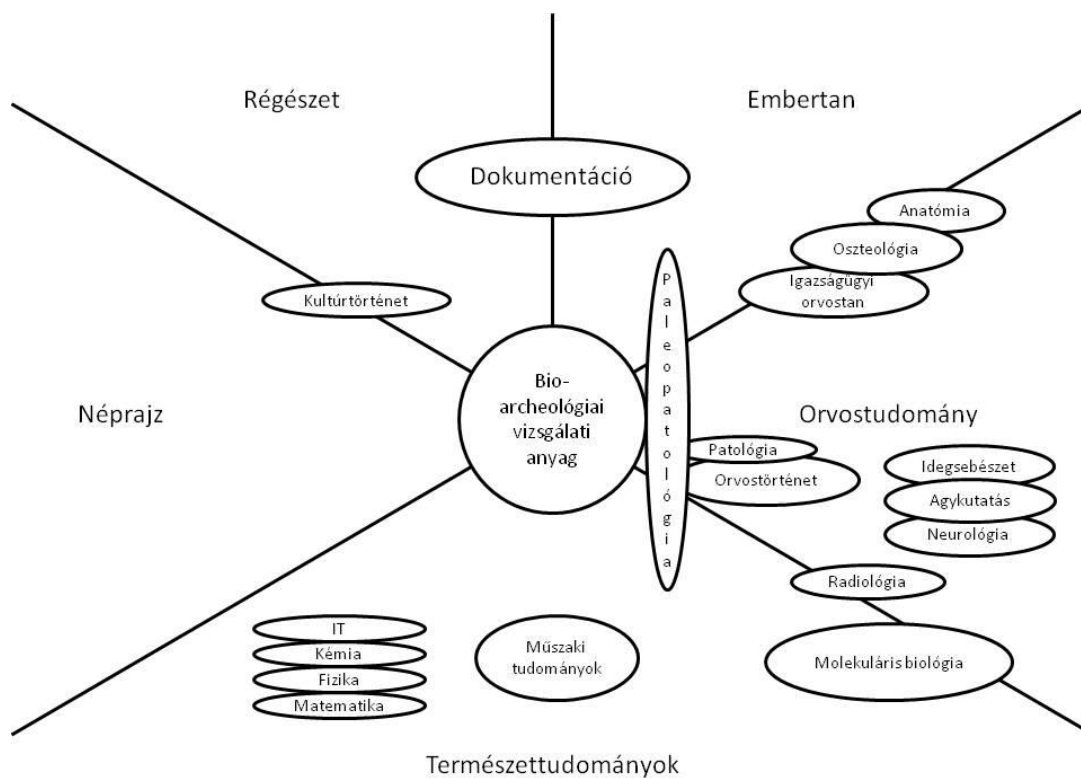 Régészet
Embertan
Dokumentáció
Anatómia
Oszteológia
Igazságügyi
orvostan
Kultúrtörténet
Paleopatológia
Bio-
archeológiai
vizsgálati
anyag
Néprajz
Orvostudomány
Patológia
Orvostörténet
Idegsebészet
Agykutatás
Neurológia
Radiológia
IT
Kémia
Fizika
Matematika
Műszaki
tudományok
Molekuláris biológia
Természettudományok